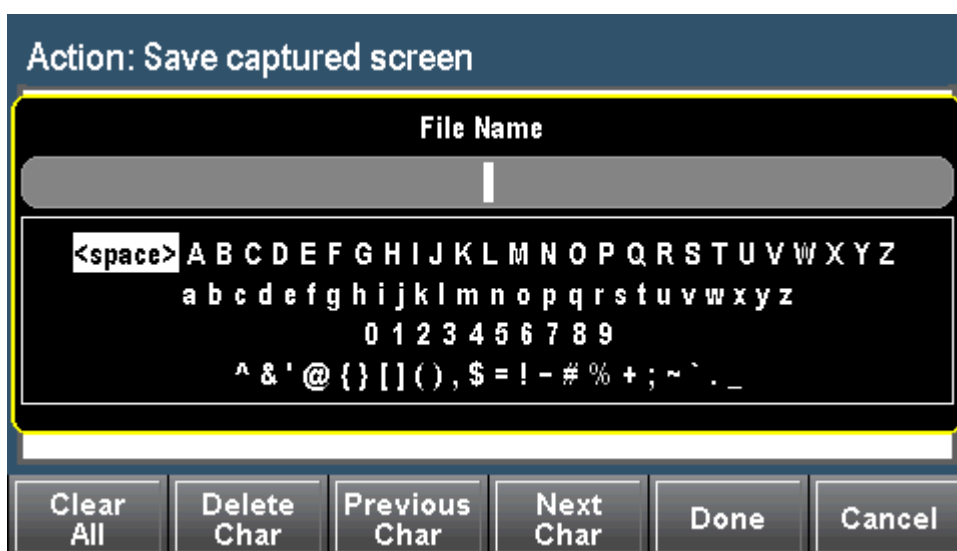 Action: Save captured screen
File Name
<space> A B C D E F G H I J K L M N O P Q R S T U V W X Y Z
a b c d e f g h i j k l m n o p q r s t u v w x y z
0 1 2 3 4 5 6 7 8 9
^ & ' @ { } [ ] ( ) , $ = ! - # % + ; ~ ` . _
Clear All
Delete Char
Previous Char
Next Char
Done
Cancel